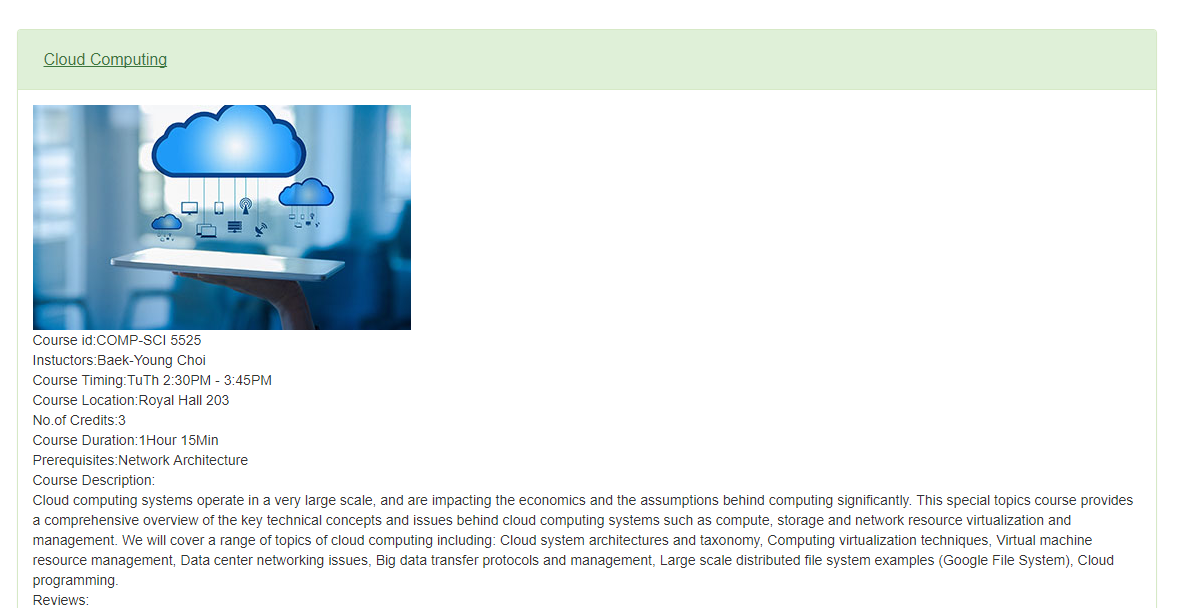 Cloud Computing
Course id:COMP-SCI 5525
Instuctors:Baek-Young Choi
Course Timing:TuTh 2:30PM - 3:45PM
Course Location:Royal Hall 203
No.of Credits:3
Course Duration:1Hour 15Min
Prerequisites:Network Architecture
Course Description:
Cloud computing systems operate in a very large scale, and are impacting the economics and the assumptions behind computing significantly. This special topics course provides
a comprehensive overview of the key technical concepts and issues behind cloud computing systems such as compute, storage and network resource virtualization and
management. We will cover a range of topics of cloud computing including: Cloud system architectures and taxonomy, Computing virtualization techniques, Virtual machine
resource management, Data center networking issues, Big data transfer protocols and management, Large scale distributed file system examples (Google File System), Cloud
programming.
Reviews: